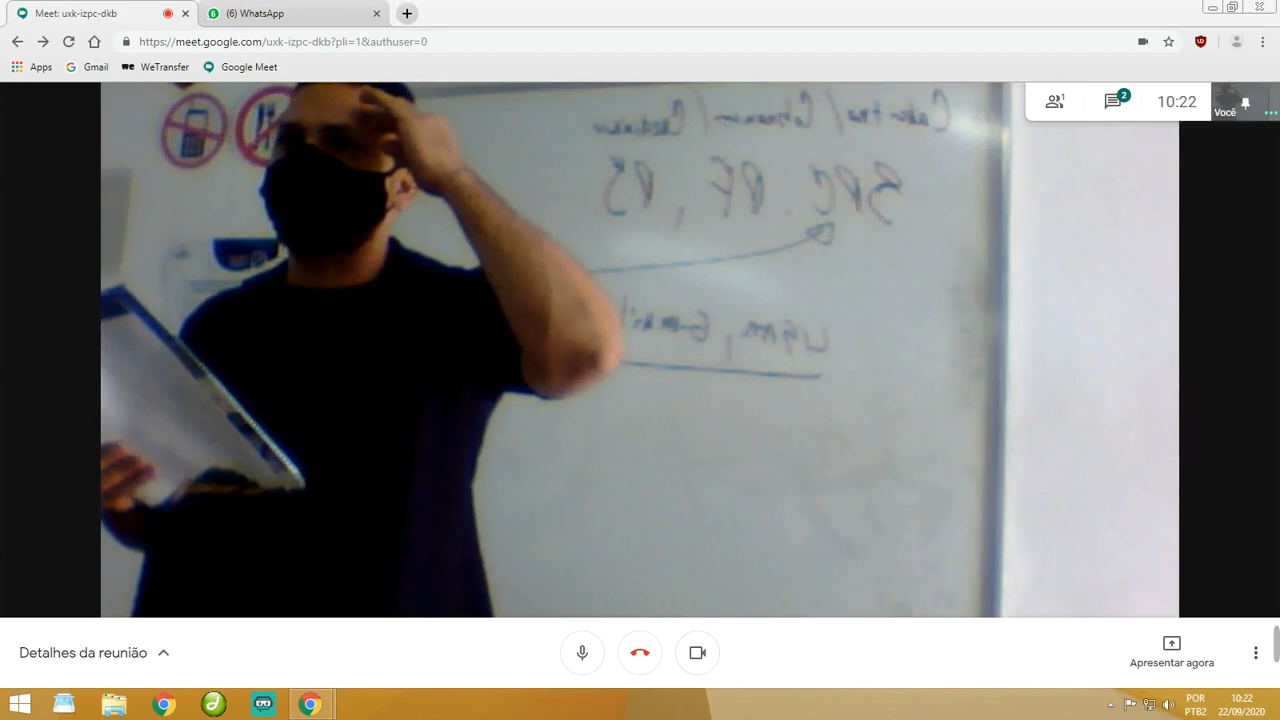 Meet: uxk-izpc-dkb
(6) WhatsApp
https://meet.google.com/uxk-izpc-dkb?pli=1&authuser=0
Apps Gmail WeTransfer Google Meet
1 2 10:22 Você
Detalhes da reunião
Apresentar agora
POR 10:22
PTB2 22/09/2020